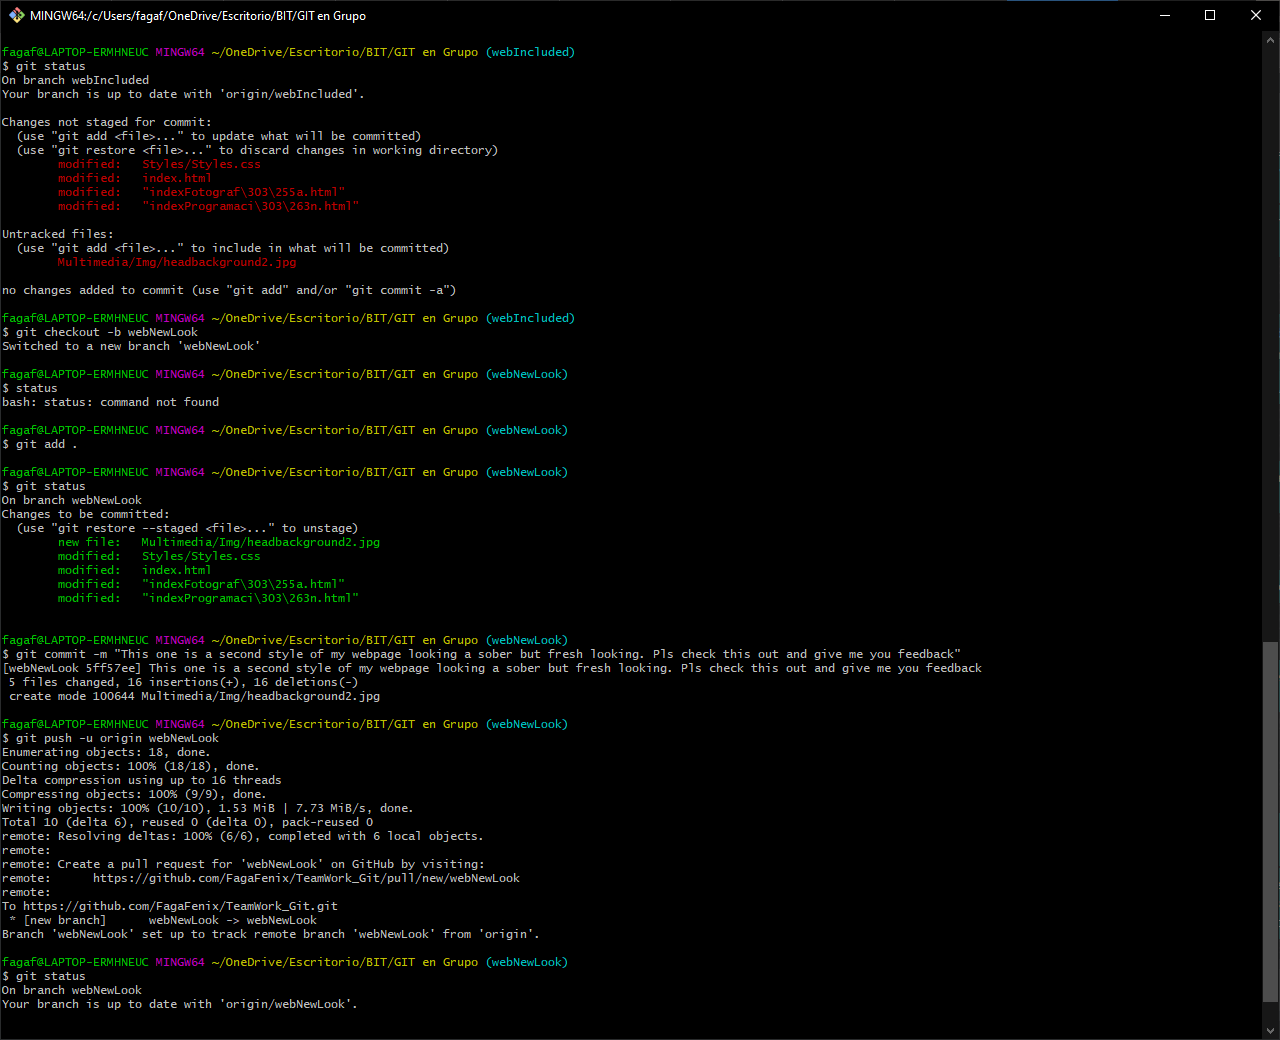 MINGW64:/c/Users/fagaf/OneDrive/Escritorio/BIT/GIT en Grupo
fagaf@LAPTOP-ERMHNEUC MINGW64 ~/OneDrive/Escritorio/BIT/GIT en Grupo (webIncluded)
$ git status
On branch webIncluded
Your branch is up to date with 'origin/webIncluded'.
Changes not staged for commit:
  (use "git add <file>..." to update what will be committed)
  (use "git restore <file>..." to discard changes in working directory)
        modified:   Styles/Styles.css
        modified:   index.html
        modified:   "indexFotograf\303\255a.html"
        modified:   "indexProgramaci\303\263n.html"
Untracked files:
  (use "git add <file>..." to include in what will be committed)
        Multimedia/Img/headbackground2.jpg
no changes added to commit (use "git add" and/or "git commit -a")
fagaf@LAPTOP-ERMHNEUC MINGW64 ~/OneDrive/Escritorio/BIT/GIT en Grupo (webIncluded)
$ git checkout -b webNewLook
Switched to a new branch 'webNewLook'
fagaf@LAPTOP-ERMHNEUC MINGW64 ~/OneDrive/Escritorio/BIT/GIT en Grupo (webNewLook)
$ status
bash: status: command not found
fagaf@LAPTOP-ERMHNEUC MINGW64 ~/OneDrive/Escritorio/BIT/GIT en Grupo (webNewLook)
$ git add .
fagaf@LAPTOP-ERMHNEUC MINGW64 ~/OneDrive/Escritorio/BIT/GIT en Grupo (webNewLook)
$ git status
On branch webNewLook
Changes to be committed:
  (use "git restore --staged <file>..." to unstage)
        new file:   Multimedia/Img/headbackground2.jpg
        modified:   Styles/Styles.css
        modified:   index.html
        modified:   "indexFotograf\303\255a.html"
        modified:   "indexProgramaci\303\263n.html"
fagaf@LAPTOP-ERMHNEUC MINGW64 ~/OneDrive/Escritorio/BIT/GIT en Grupo (webNewLook)
$ git commit -m "This one is a second style of my webpage looking a sober but fresh looking. Pls check this out and give me you feedback"
[webNewLook 5ff57ee] This one is a second style of my webpage looking a sober but fresh looking. Pls check this out and give me you feedback
 5 files changed, 16 insertions(+), 16 deletions(-)
 create mode 100644 Multimedia/Img/headbackground2.jpg
fagaf@LAPTOP-ERMHNEUC MINGW64 ~/OneDrive/Escritorio/BIT/GIT en Grupo (webNewLook)
$ git push -u origin webNewLook
Enumerating objects: 18, done.
Counting objects: 100% (18/18), done.
Delta compression using up to 16 threads
Compressing objects: 100% (9/9), done.
Writing objects: 100% (10/10), 1.53 MiB | 7.73 MiB/s, done.
Total 10 (delta 6), reused 0 (delta 0), pack-reused 0
remote: Resolving deltas: 100% (6/6), completed with 6 local objects.
remote:
remote: Create a pull request for 'webNewLook' on GitHub by visiting:
remote:      https://github.com/FagaFenix/TeamWork_Git/pull/new/webNewLook
remote:
To https://github.com/FagaFenix/TeamWork_Git.git
 * [new branch]      webNewLook -> webNewLook
Branch 'webNewLook' set up to track remote branch 'webNewLook' from 'origin'.
fagaf@LAPTOP-ERMHNEUC MINGW64 ~/OneDrive/Escritorio/BIT/GIT en Grupo (webNewLook)
$ git status
On branch webNewLook
Your branch is up to date with 'origin/webNewLook'.